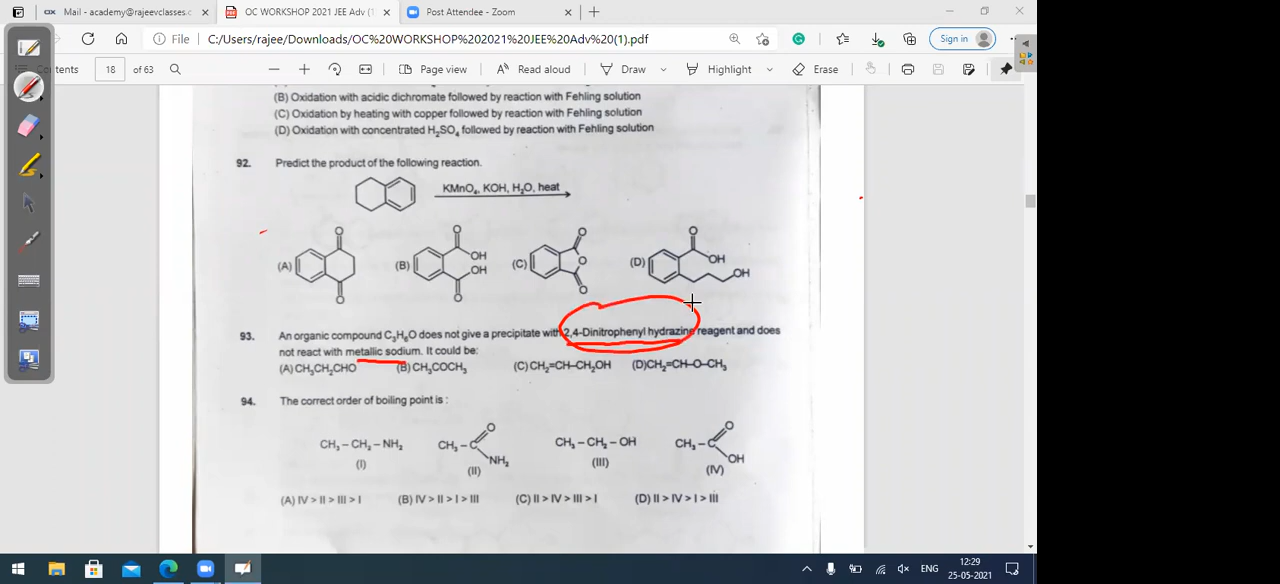 Mail - academy@rajeevclasses.c
OC WORKSHOP 2021 JEE Adv (1
Post Attendee - Zoom
File
C:/Users/rajee/Downloads/OC%20WORKSHOP%202021%20JEE%20Adv%20(1).pdf
Sign in
ntents
18
of 63
Page view
Read aloud
Draw
Highlight
Erase
(B) Oxidation with acidic dichromate followed by reaction with Fehling solution
(C) Oxidation by heating with copper followed by reaction with Fehling solution
(D) Oxidation with concentrated H₂SO₄ followed by reaction with Fehling solution
92. Predict the product of the following reaction.
KMnO₄, KOH, H₂O, heat
(A) O O
(B) O OH OH O
(C) O O O
(D) O OH OH
93. An organic compound C₃H₆O does not give a precipitate with 2,4-Dinitrophenyl hydrazine reagent and does
not react with metallic sodium. It could be:
(A) CH₃CH₂CHO (B) CH₃COCH₃ (C) CH₂=CH–CH₂OH (D)CH₂=CH–O–CH₃
94. The correct order of boiling point is :
CH₃ – CH₂ – NH₂ CH₃ – C O NH₂ CH₃ – CH₂ – OH CH₃ – C O OH
(I) (II) (III) (IV)
(A) IV > II > III > I (B) IV > II > I > III (C) II > IV > III > I (D) II > IV > I > III
ENG
12:29
25-05-2021